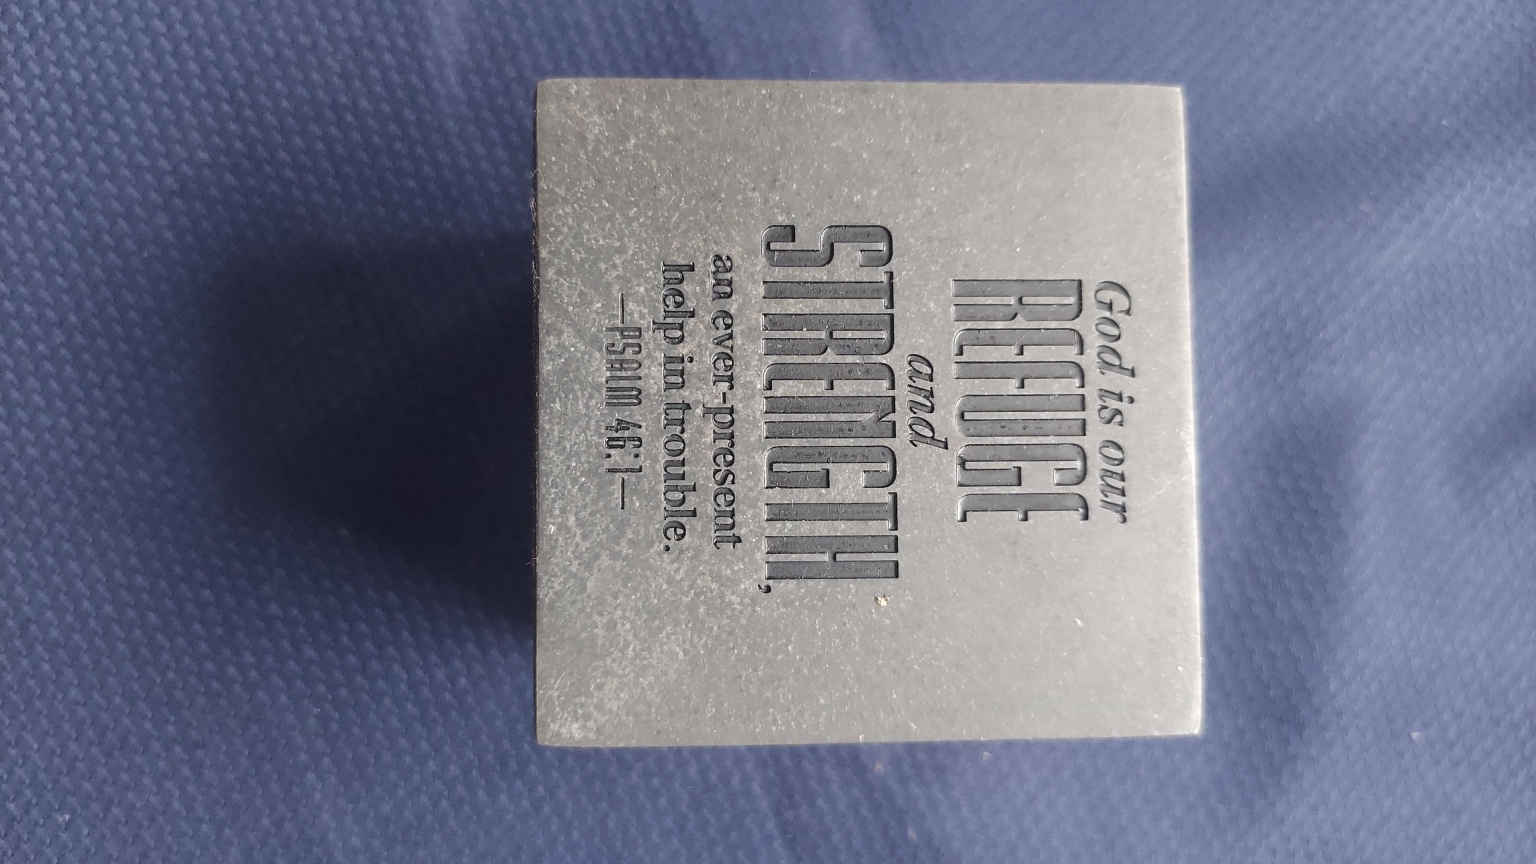 God is our
REFUGE
and
STRENGTH,
an ever-present
help in trouble.
—PSALM 46:1—